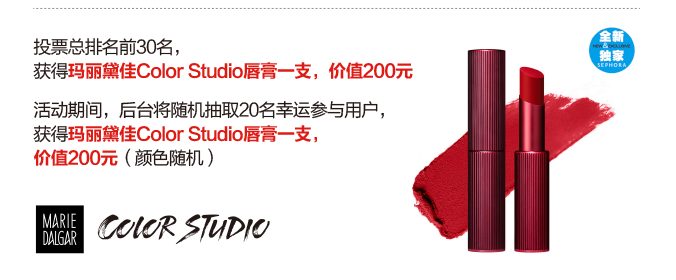 投票总排名前30名，
获得玛丽黛佳Color Studio唇膏一支，价值200元
活动期间，后台将随机抽取20名幸运参与用户，
获得玛丽黛佳Color Studio唇膏一支，
价值200元（颜色随机）
全新
NEW & EXCLUSIVE
独家
SEPHORA
MARIE
DALGAR
COLOR STUDIO